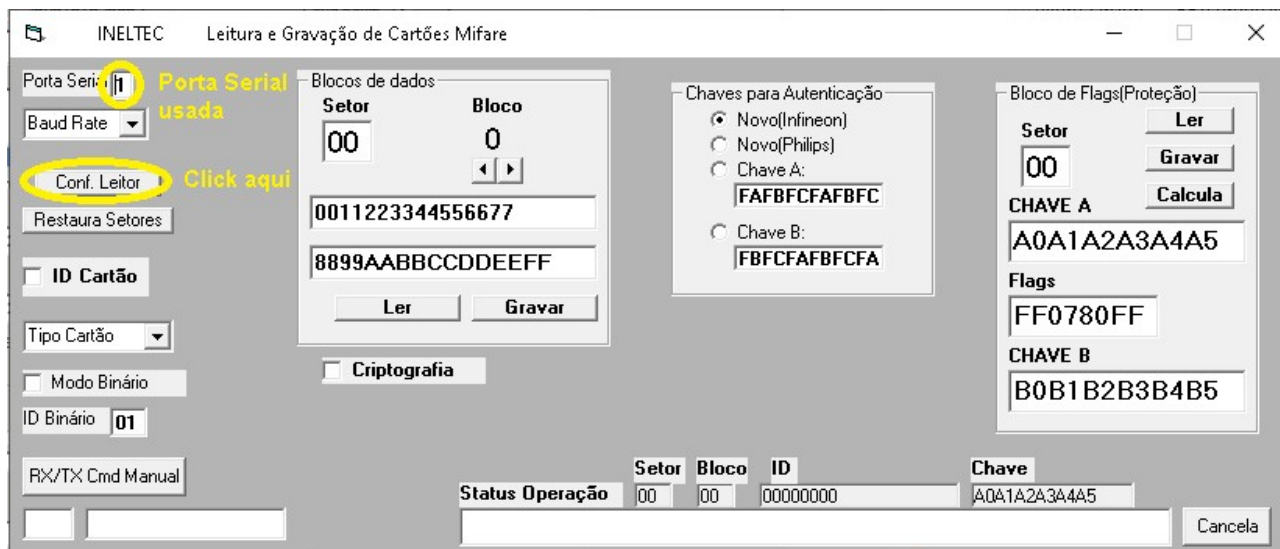 INELTEC Leitura e Gravação de Cartões Mifare
Porta Serial 1
Porta Serial usada
Baud Rate
Conf. Leitor
Click aqui
Restaura Setores
ID Cartão
Tipo Cartão
Modo Binário
ID Binário 01
RX/TX Cmd Manual
Blocos de dados
Setor Bloco
00 0
0011223344556677
8899AABBCCDDEEFF
Ler Gravar
Criptografia
Chaves para Autenticação
Novo(Infineon)
Novo(Philips)
Chave A:
FAFBFCFAFBFC
Chave B:
FBFCFAFBFCFA
Bloco de Flags(Proteção)
Setor Ler
00 Gravar
Calcula
CHAVE A
A0A1A2A3A4A5
Flags
FF0780FF
CHAVE B
B0B1B2B3B4B5
Setor Bloco ID Chave
Status Operação 00 00 00000000 A0A1A2A3A4A5
Cancela